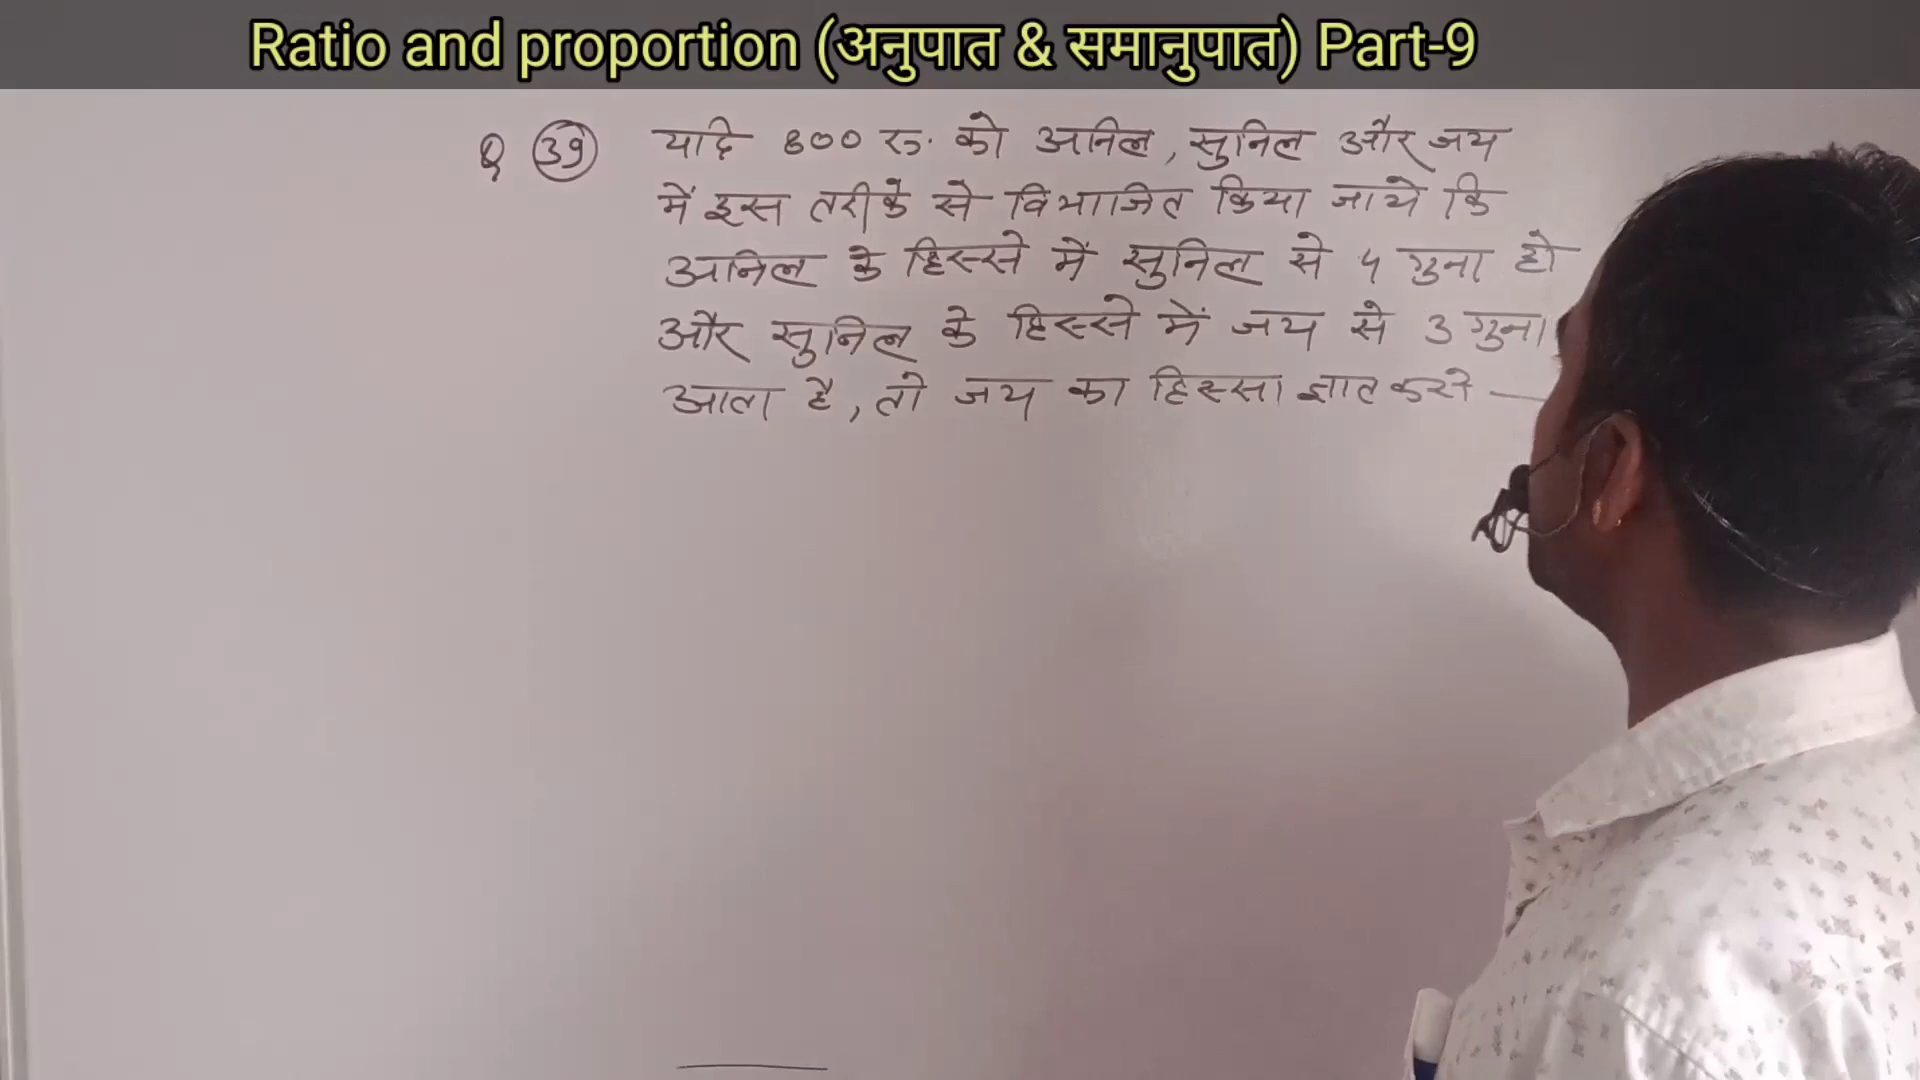 Ratio and proportion (अनुपात & समानुपात) Part-9
Q 39 यदि 800 रु. को अनिल, सुनिल और जय
में इस तरीके से विभाजित किया जाये कि
अनिल के हिस्से में सुनिल से 4 गुना हो
और सुनिल के हिस्से में जय से 3 गुना
आता है, तो जय का हिस्सा ज्ञात करो —